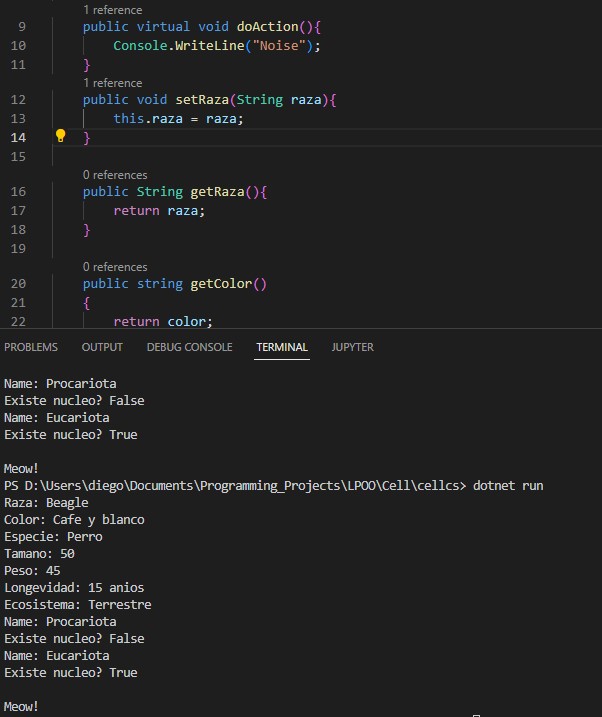 1 reference
9 public virtual void doAction(){
10 Console.WriteLine("Noise");
11 }
1 reference
12 public void setRaza(String raza){
13 this.raza = raza;
14 }
15
0 references
16 public String getRaza(){
17 return raza;
18 }
19
0 references
20 public string getColor()
21 {
22 return color;
PROBLEMS OUTPUT DEBUG CONSOLE TERMINAL JUPYTER
Name: Procariota
Existe nucleo? False
Name: Eucariota
Existe nucleo? True
Meow!
PS D:\Users\diego\Documents\Programming_Projects\LPOO\Cell\cellcs> dotnet run
Raza: Beagle
Color: Cafe y blanco
Especie: Perro
Tamano: 50
Peso: 45
Longevidad: 15 anios
Ecosistema: Terrestre
Name: Procariota
Existe nucleo? False
Name: Eucariota
Existe nucleo? True
Meow!